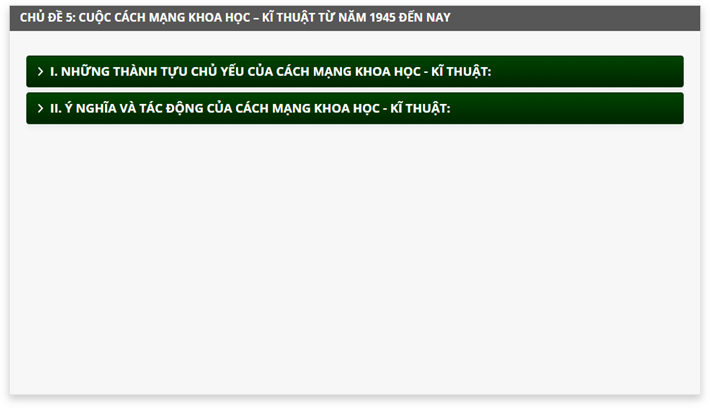 CHỦ ĐỀ 5: CUỘC CÁCH MẠNG KHOA HỌC – KĨ THUẬT TỪ NĂM 1945 ĐẾN NAY
I. NHỮNG THÀNH TỰU CHỦ YẾU CỦA CÁCH MẠNG KHOA HỌC - KĨ THUẬT:
II. Ý NGHĨA VÀ TÁC ĐỘNG CỦA CÁCH MẠNG KHOA HỌC - KĨ THUẬT: